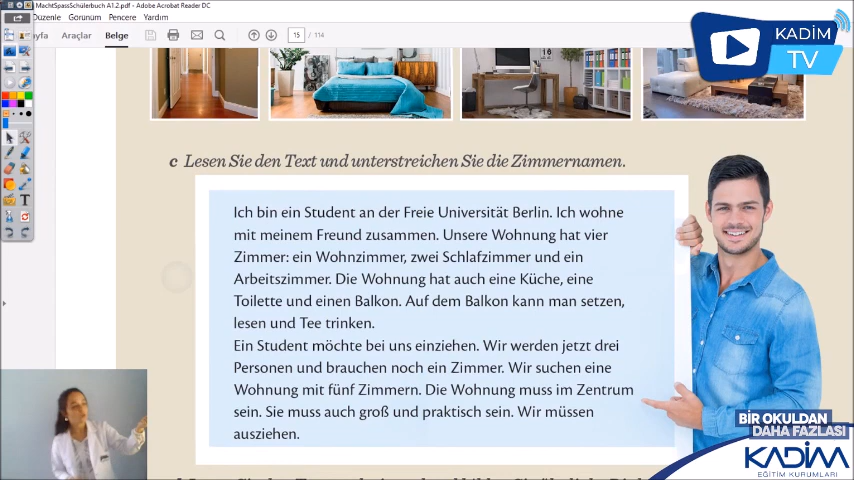 MachtSpassSchülerbuch A1.2.pdf - Adobe Acrobat Reader DC
Düzenle Görünüm Pencere Yardım
Araçlar Belge 15 / 114
KADİM
TV
c Lesen Sie den Text und unterstreichen Sie die Zimmernamen.
Ich bin ein Student an der Freie Universität Berlin. Ich wohne
mit meinem Freund zusammen. Unsere Wohnung hat vier
Zimmer: ein Wohnzimmer, zwei Schlafzimmer und ein
Arbeitszimmer. Die Wohnung hat auch eine Küche, eine
Toilette und einen Balkon. Auf dem Balkon kann man setzen,
lesen und Tee trinken.
Ein Student möchte bei uns einziehen. Wir werden jetzt drei
Personen und brauchen noch ein Zimmer. Wir suchen eine
Wohnung mit fünf Zimmern. Die Wohnung muss im Zentrum
sein. Sie muss auch groß und praktisch sein. Wir müssen
ausziehen.
BİR OKULDAN
DAHA FAZLASI
KADİM
EĞİTİM KURUMLARI